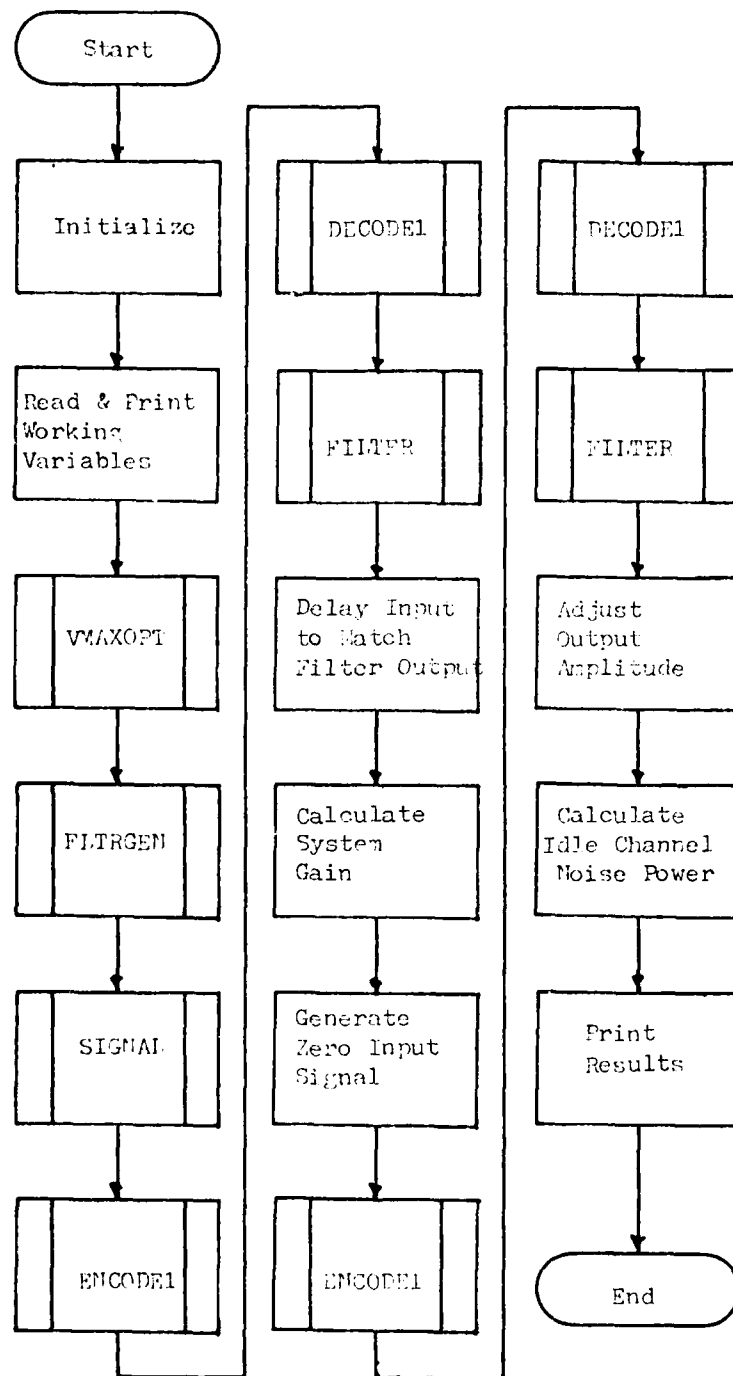 Start
Initialize
Read & Print
Working
Variables
VMAXOPT
FLTRGEN
SIGNAL
ENCODE1
DECODE1
FILTER
Delay Input
to Match
Filter Output
Calculate
System
Gain
Generate
Zero Input
Signal
ENCODE1
DECODE1
FILTER
Adjust
Output
Amplitude
Calculate
Idle Channel
Noise Power
Print
Results
End